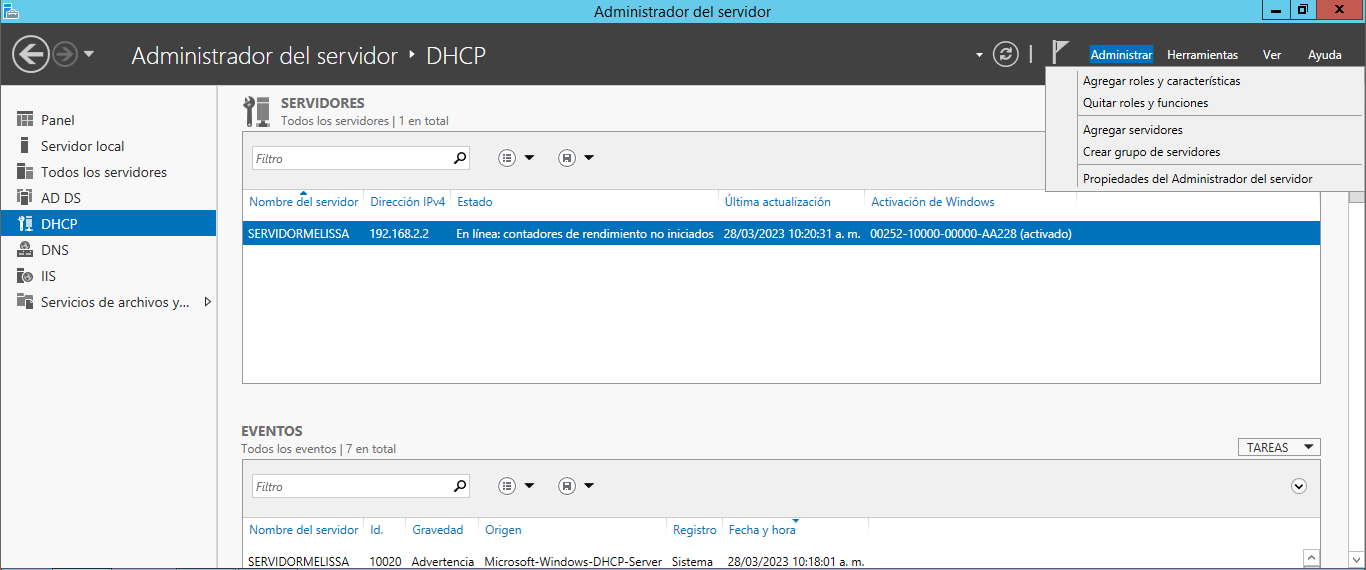 Administrador del servidor
Administrador del servidor ‣ DHCP
Administrar Herramientas Ver Ayuda
Agregar roles y características
Quitar roles y funciones
Agregar servidores
Crear grupo de servidores
Propiedades del Administrador del servidor
Panel
Servidor local
Todos los servidores
AD DS
DHCP
DNS
IIS
Servicios de archivos y...
SERVIDORES
Todos los servidores | 1 en total
Filtro
Nombre del servidor Dirección IPv4 Estado Última actualización Activación de Windows
SERVIDORMELISSA 192.168.2.2 En línea: contadores de rendimiento no iniciados 28/03/2023 10:20:31 a. m. 00252-10000-00000-AA228 (activado)
EVENTOS
Todos los eventos | 7 en total
TAREAS
Filtro
Nombre del servidor Id. Gravedad Origen Registro Fecha y hora
SERVIDORMELISSA 10020 Advertencia Microsoft-Windows-DHCP-Server Sistema 28/03/2023 10:18:01 a. m.